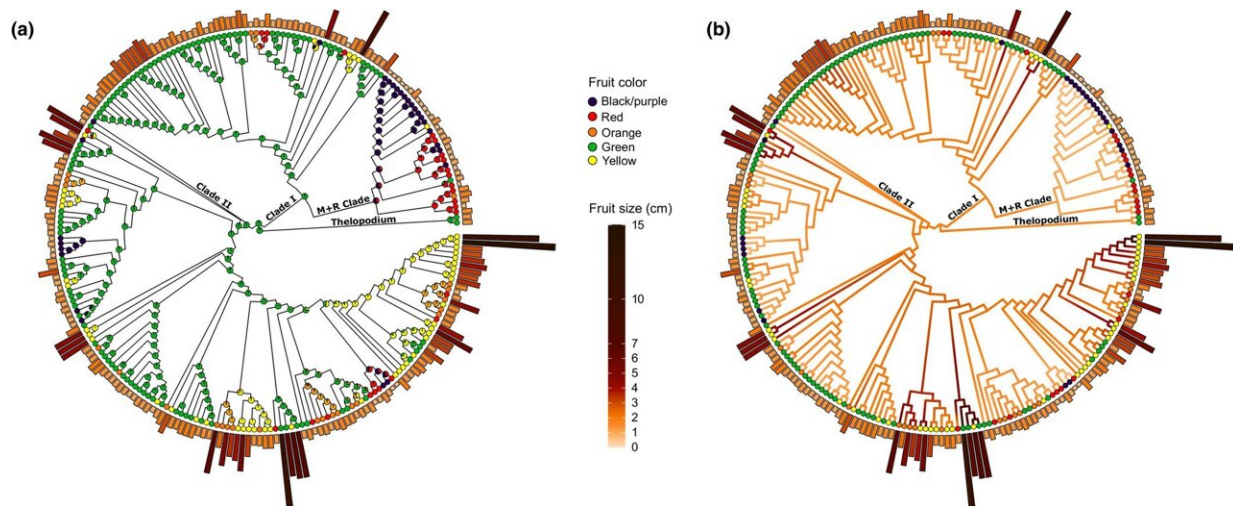 (a)
Clade II
Clade I
M+R Clade
Thelopodium
Fruit color
Black/purple
Red
Orange
Green
Yellow
Fruit size (cm)
15
10
7
6
5
4
3
2
1
0
(b)
Clade II
Clade I
M+R Clade
Thelopodium